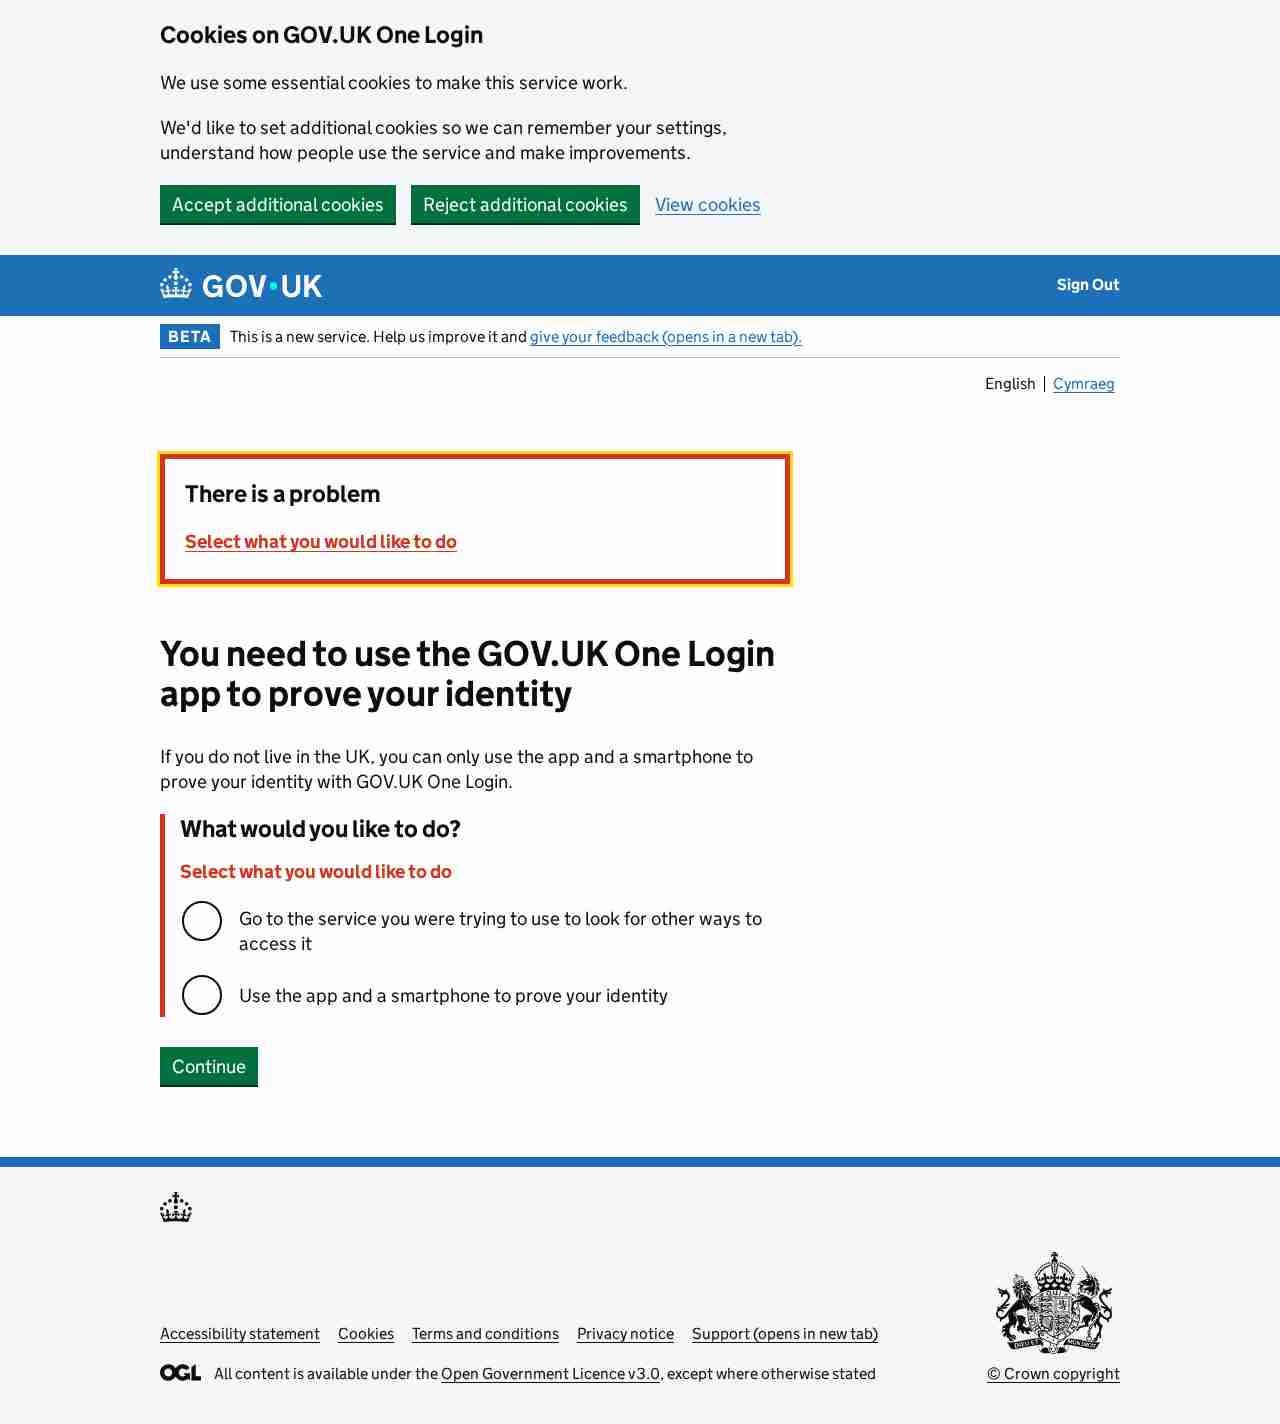 Cookies on GOV.UK One Login
We use some essential cookies to make this service work.
We'd like to set additional cookies so we can remember your settings,
understand how people use the service and make improvements.
Accept additional cookies Reject additional cookies View cookies
GOV·UK Sign Out
BETA This is a new service. Help us improve it and give your feedback (opens in a new tab).
English Cymraeg
There is a problem
Select what you would like to do
You need to use the GOV.UK One Login
app to prove your identity
If you do not live in the UK, you can only use the app and a smartphone to
prove your identity with GOV.UK One Login.
What would you like to do?
Select what you would like to do
Go to the service you were trying to use to look for other ways to
access it
Use the app and a smartphone to prove your identity
Continue
Accessibility statement Cookies Terms and conditions Privacy notice Support (opens in new tab)
OGL All content is available under the Open Government Licence v3.0, except where otherwise stated
© Crown copyright